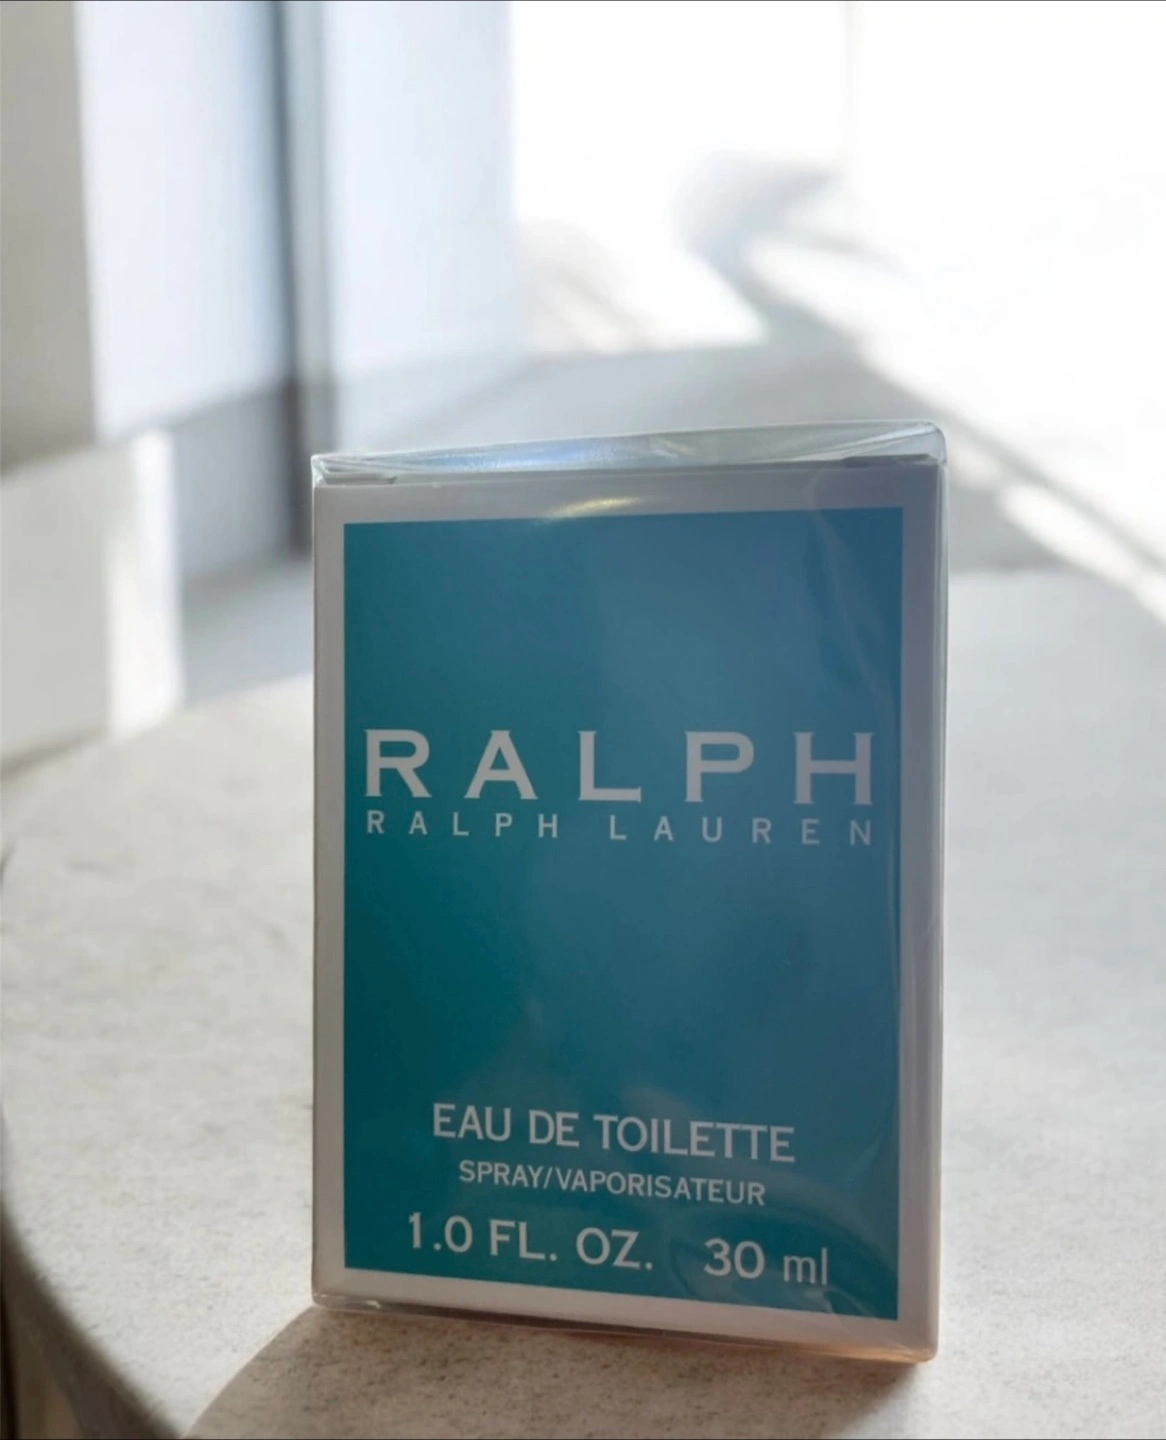 RALPH
RALPH LAUREN
EAU DE TOILETTE
SPRAY/VAPORISATEUR
1.0 FL. OZ. 30 ml